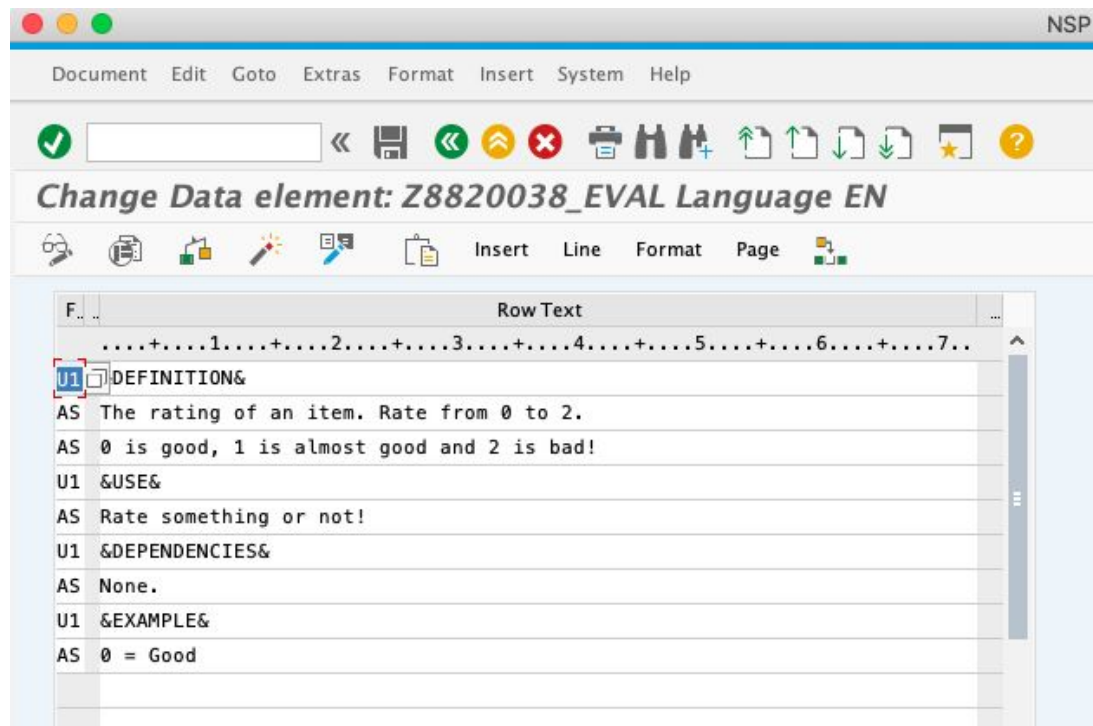 NSP
Document Edit Goto Extras Format Insert System Help
Change Data element: Z8820038_EVAL Language EN
Insert Line Format Page
F.. .. Row Text ...
....+....1....+....2....+....3....+....4....+....5....+....6....+....7..
U1 DEFINITION&
AS The rating of an item. Rate from 0 to 2.
AS 0 is good, 1 is almost good and 2 is bad!
U1 &USE&
AS Rate something or not!
U1 &DEPENDENCIES&
AS None.
U1 &EXAMPLE&
AS 0 = Good